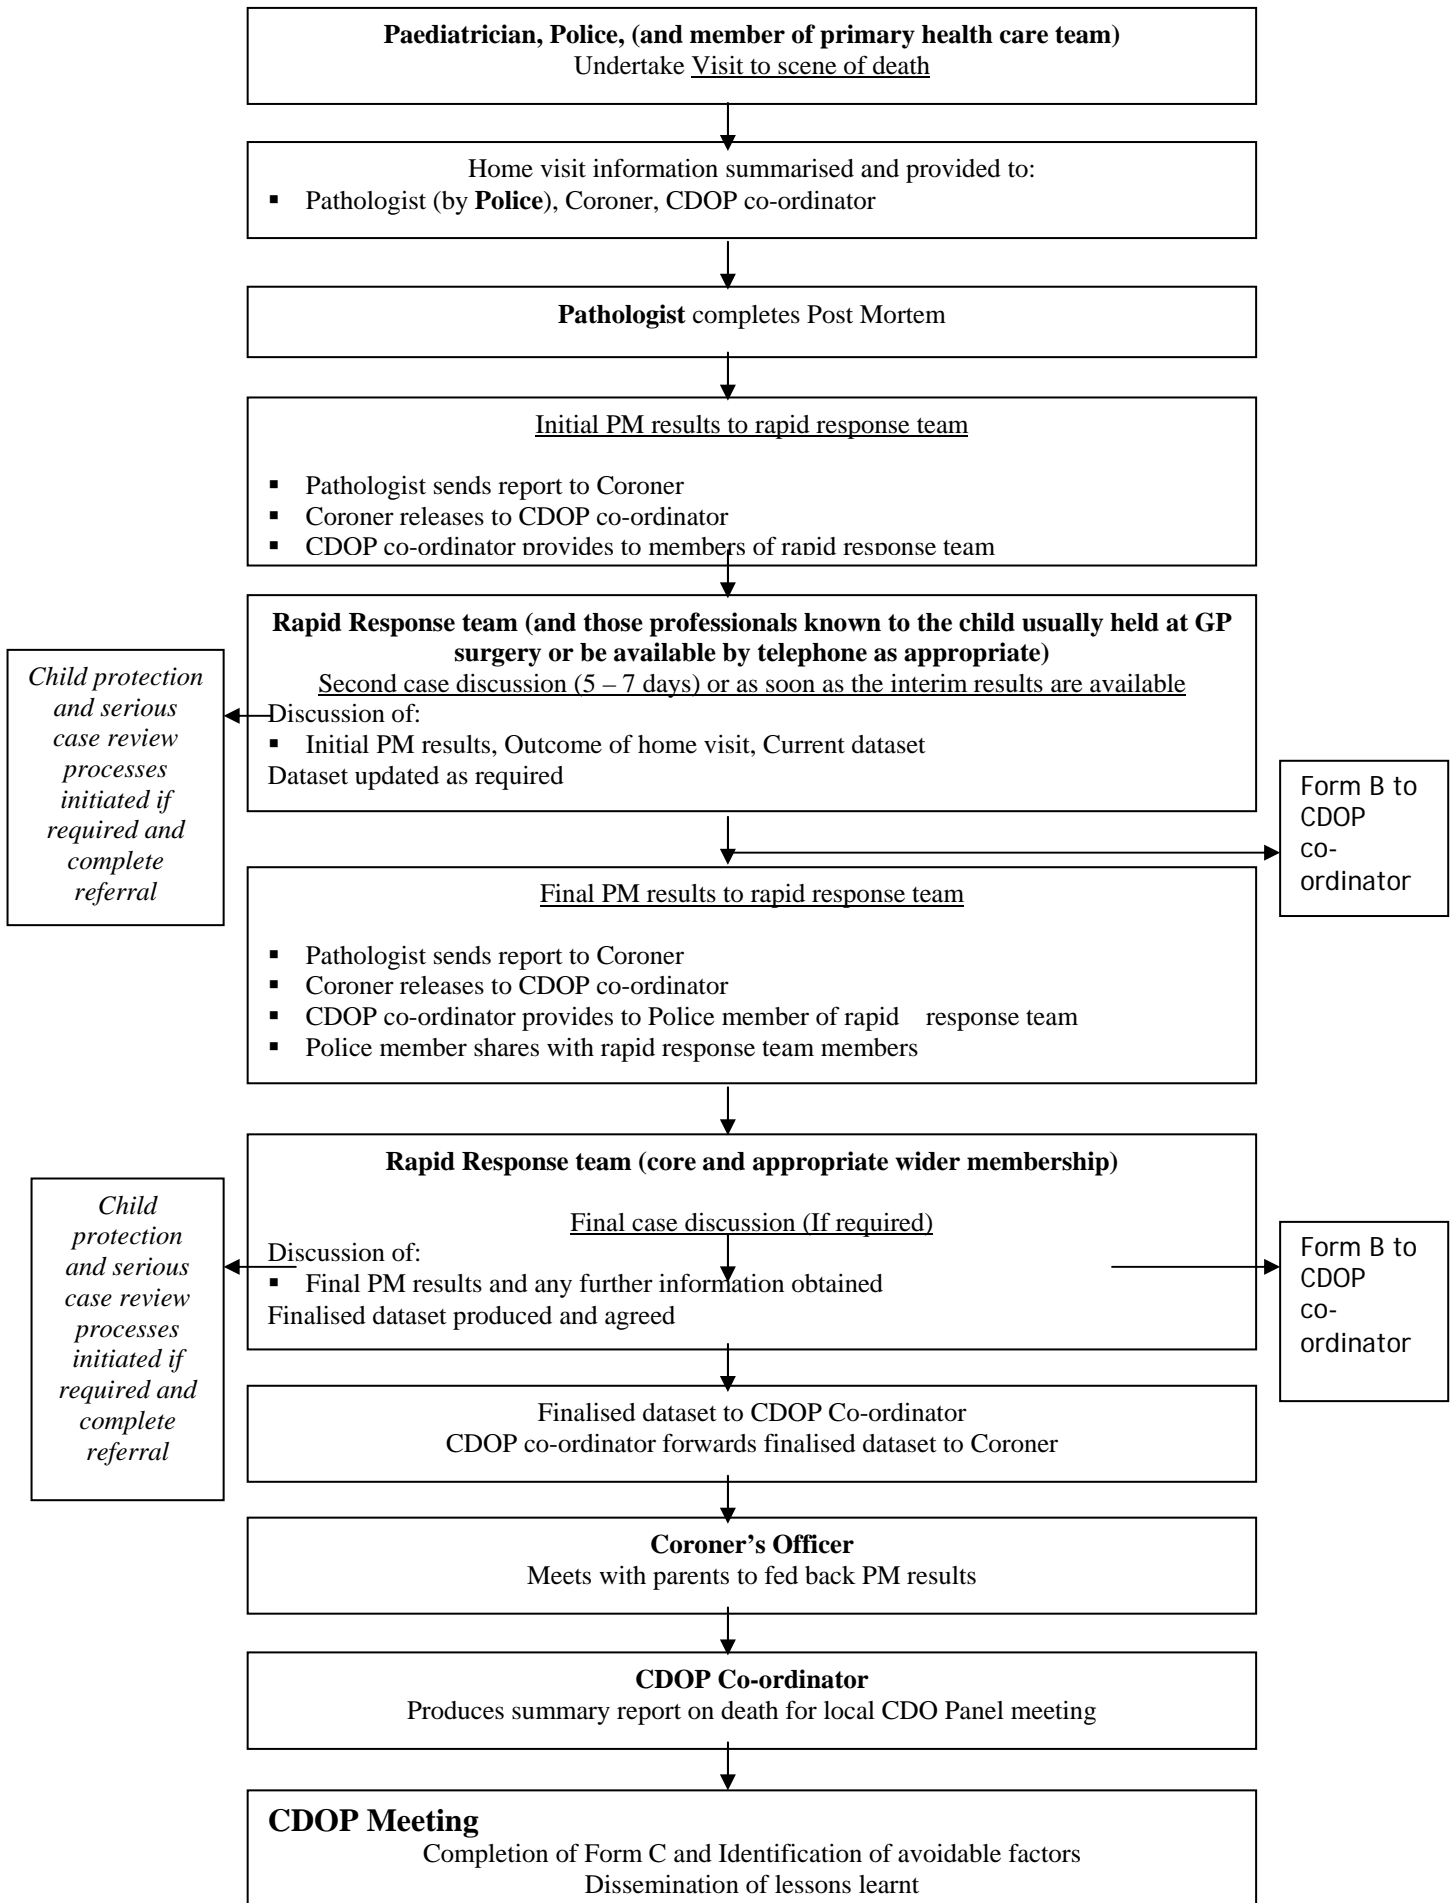 Paediatrician, Police, (and member of primary health care team)
Undertake Visit to scene of death
Home visit information summarised and provided to:
▪ Pathologist (by Police), Coroner, CDOP co-ordinator
Pathologist completes Post Mortem
Initial PM results to rapid response team
▪ Pathologist sends report to Coroner
▪ Coroner releases to CDOP co-ordinator
▪ CDOP co-ordinator provides to members of rapid response team
Rapid Response team (and those professionals known to the child usually held at GP
surgery or be available by telephone as appropriate)
Second case discussion (5 – 7 days) or as soon as the interim results are available
Discussion of:
▪ Initial PM results, Outcome of home visit, Current dataset
Dataset updated as required
Child protection
and serious
case review
processes
initiated if
required and
complete
referral
Form B to
CDOP
co-
ordinator
Final PM results to rapid response team
▪ Pathologist sends report to Coroner
▪ Coroner releases to CDOP co-ordinator
▪ CDOP co-ordinator provides to Police member of rapid response team
▪ Police member shares with rapid response team members
Rapid Response team (core and appropriate wider membership)
Final case discussion (If required)
Discussion of:
▪ Final PM results and any further information obtained
Finalised dataset produced and agreed
Child
protection
and serious
case review
processes
initiated if
required and
complete
referral
Form B to
CDOP
co-
ordinator
Finalised dataset to CDOP Co-ordinator
CDOP co-ordinator forwards finalised dataset to Coroner
Coroner’s Officer
Meets with parents to fed back PM results
CDOP Co-ordinator
Produces summary report on death for local CDO Panel meeting
CDOP Meeting
Completion of Form C and Identification of avoidable factors
Dissemination of lessons learnt